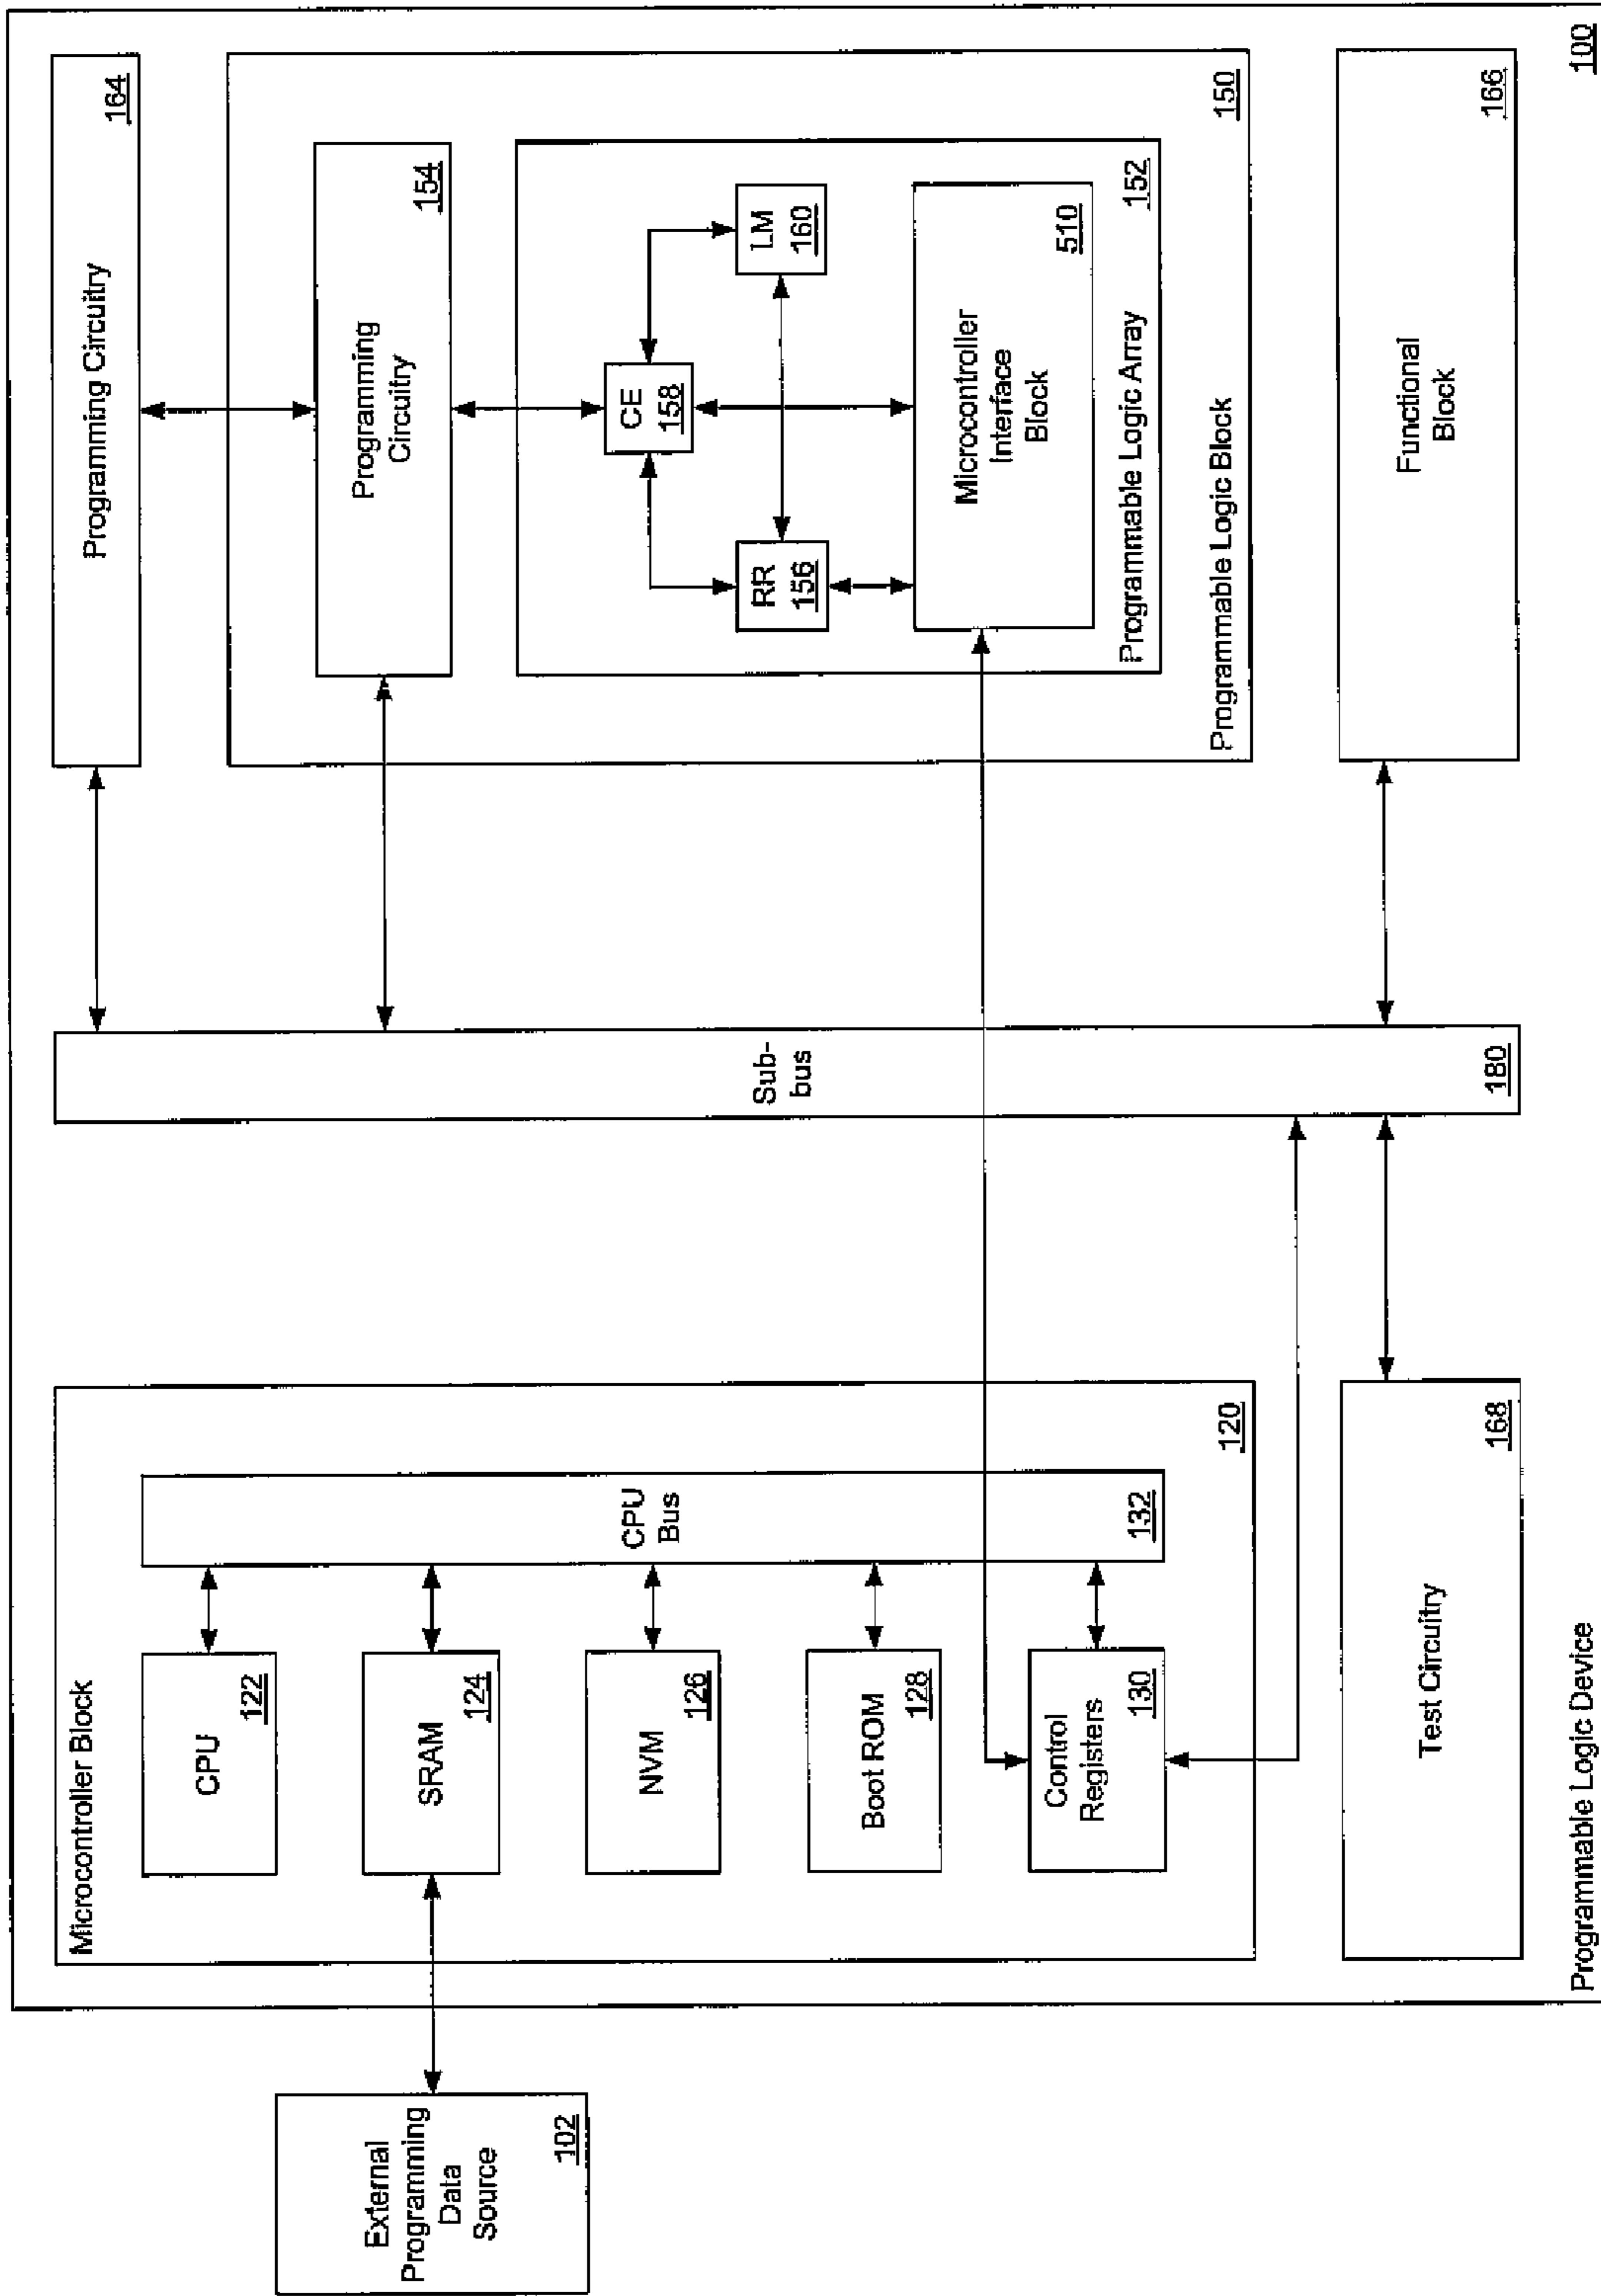 External
Programming
Data
Source
102
Microcontroller Block
CPU
122
SRAM
124
NVM
126
Boot ROM
128
Control
Registers
130
CPU
Bus
132
120
Test Circuitry
168
Sub-
bus
180
Programming Circuitry
164
Programming
Circuitry
154
CE
158
RR
156
LM
160
Microcontroller
Interface
Block
510
Programmable Logic Array
152
Programmable Logic Block
150
Functional
Block
166
Programmable Logic Device
100